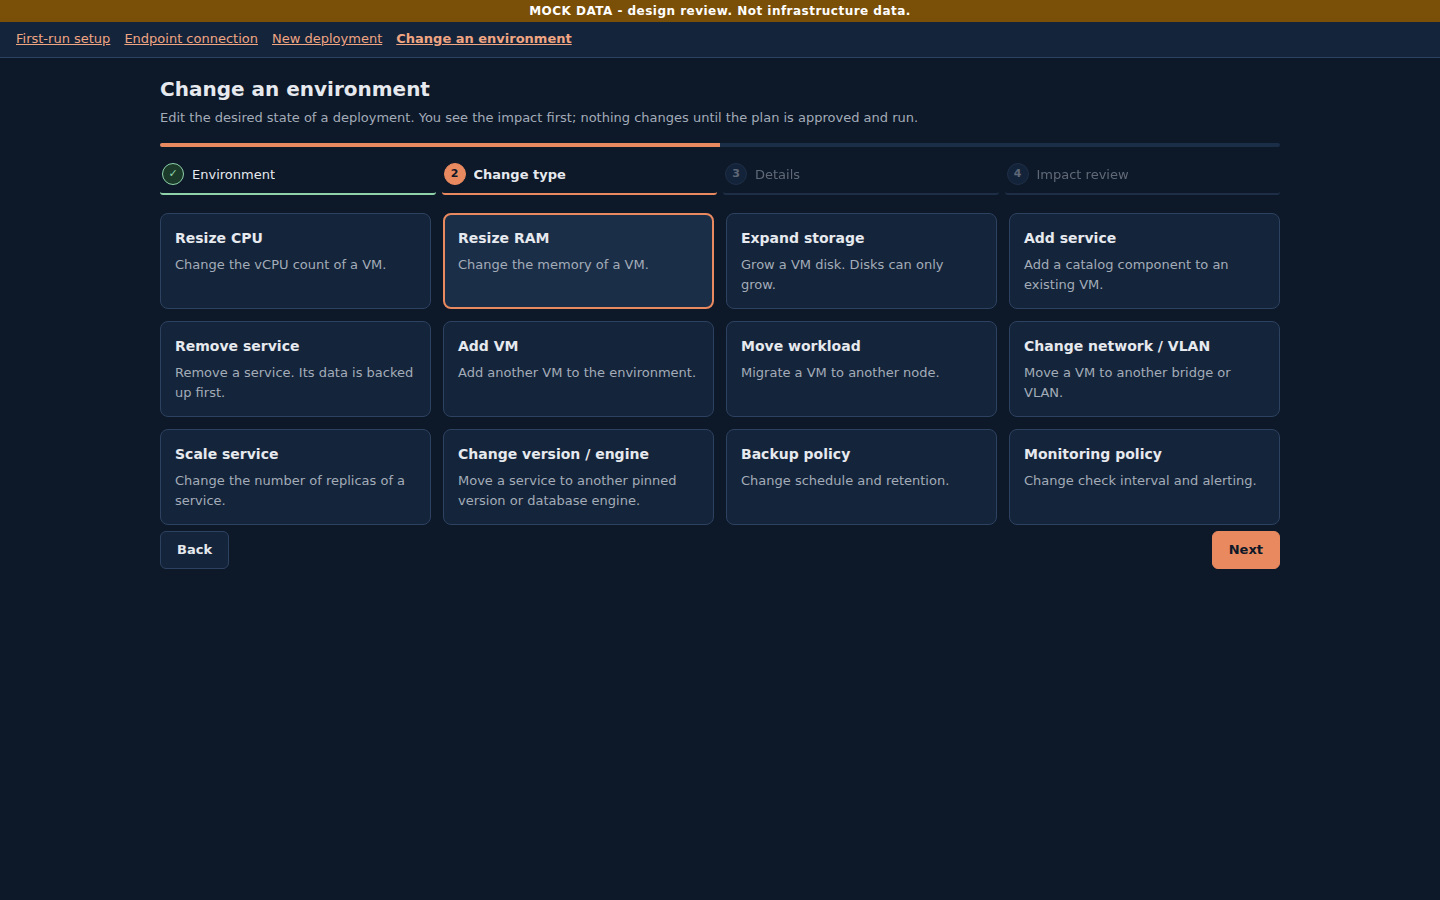 MOCK DATA - design review. Not infrastructure data.
First-run setup Endpoint connection New deployment Change an environment
Change an environment
Edit the desired state of a deployment. You see the impact first; nothing changes until the plan is approved and run.
✓ Environment 2 Change type 3 Details 4 Impact review
Resize CPU
Change the vCPU count of a VM.
Resize RAM
Change the memory of a VM.
Expand storage
Grow a VM disk. Disks can only
grow.
Add service
Add a catalog component to an
existing VM.
Remove service
Remove a service. Its data is backed
up first.
Add VM
Add another VM to the environment.
Move workload
Migrate a VM to another node.
Change network / VLAN
Move a VM to another bridge or
VLAN.
Scale service
Change the number of replicas of a
service.
Change version / engine
Move a service to another pinned
version or database engine.
Backup policy
Change schedule and retention.
Monitoring policy
Change check interval and alerting.
Back Next